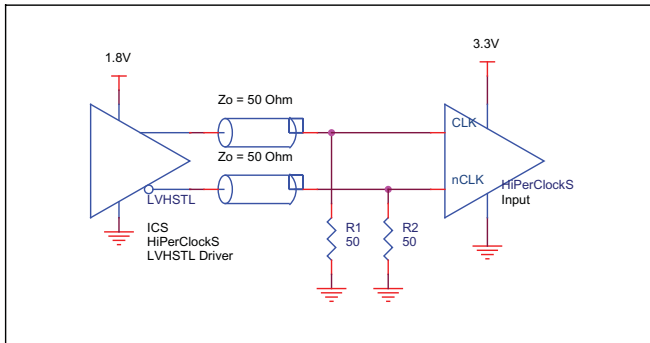 1.8V
3.3V
Zo = 50 Ohm
CLK
Zo = 50 Ohm
nCLK
LVHSTL
HiPerClockS
Input
ICS
HiPerClockS
LVHSTL Driver
R1
50
R2
50